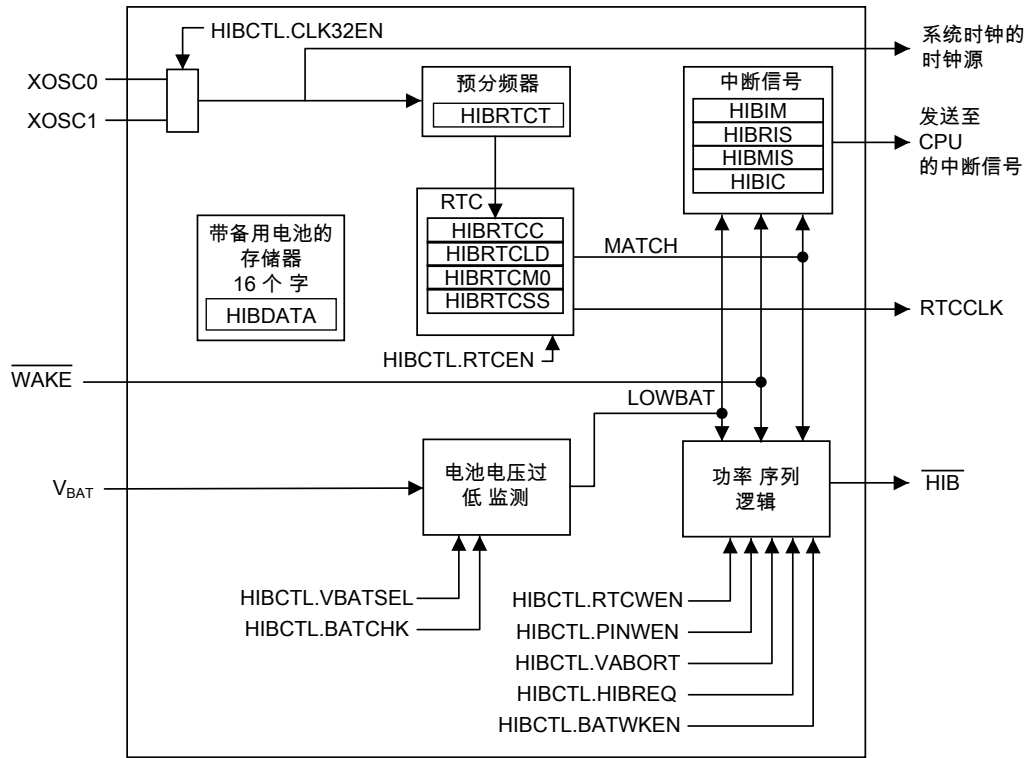 HIBCTL.CLK32EN
XOSC0
XOSC1
系统时钟的
时钟源
预分频器
HIBRTCT
中断信号
HIBIM
HIBRIS
HIBMIS
HIBIC
发送至
CPU
的中断信号
RTC
HIBRTCC
HIBRTCLD
HIBRTCM0
HIBRTCSS
带备用电池的
存储器
16 个 字
HIBDATA
MATCH
RTCCLK
HIBCTL.RTCEN
WAKE
LOWBAT
VBAT
电池电压过
低 监测
功率 序列
逻辑
HIB
HIBCTL.VBATSEL
HIBCTL.BATCHK
HIBCTL.RTCWEN
HIBCTL.PINWEN
HIBCTL.VABORT
HIBCTL.HIBREQ
HIBCTL.BATWKEN